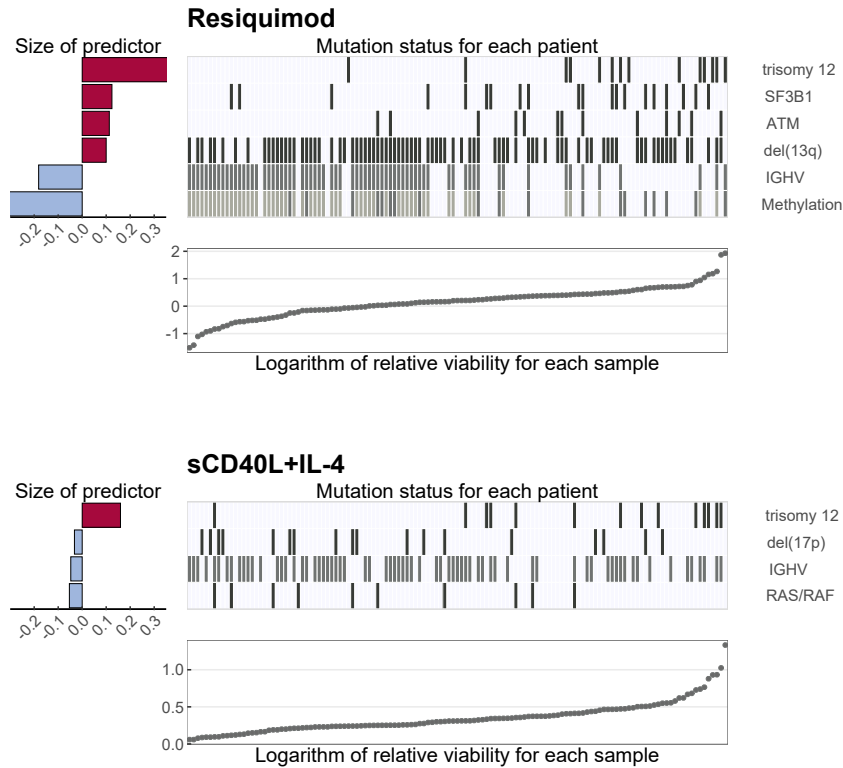 Resiquimod
Size of predictor
Mutation status for each patient
trisomy 12
SF3B1
ATM
del(13q)
IGHV
Methylation
-0.2 -0.1 0.0 0.1 0.2 0.3
2
1
0
-1
Logarithm of relative viability for each sample
sCD40L+IL-4
Size of predictor
Mutation status for each patient
trisomy 12
del(17p)
IGHV
RAS/RAF
-0.2 -0.1 0.0 0.1 0.2 0.3
1.0
0.5
0.0
Logarithm of relative viability for each sample